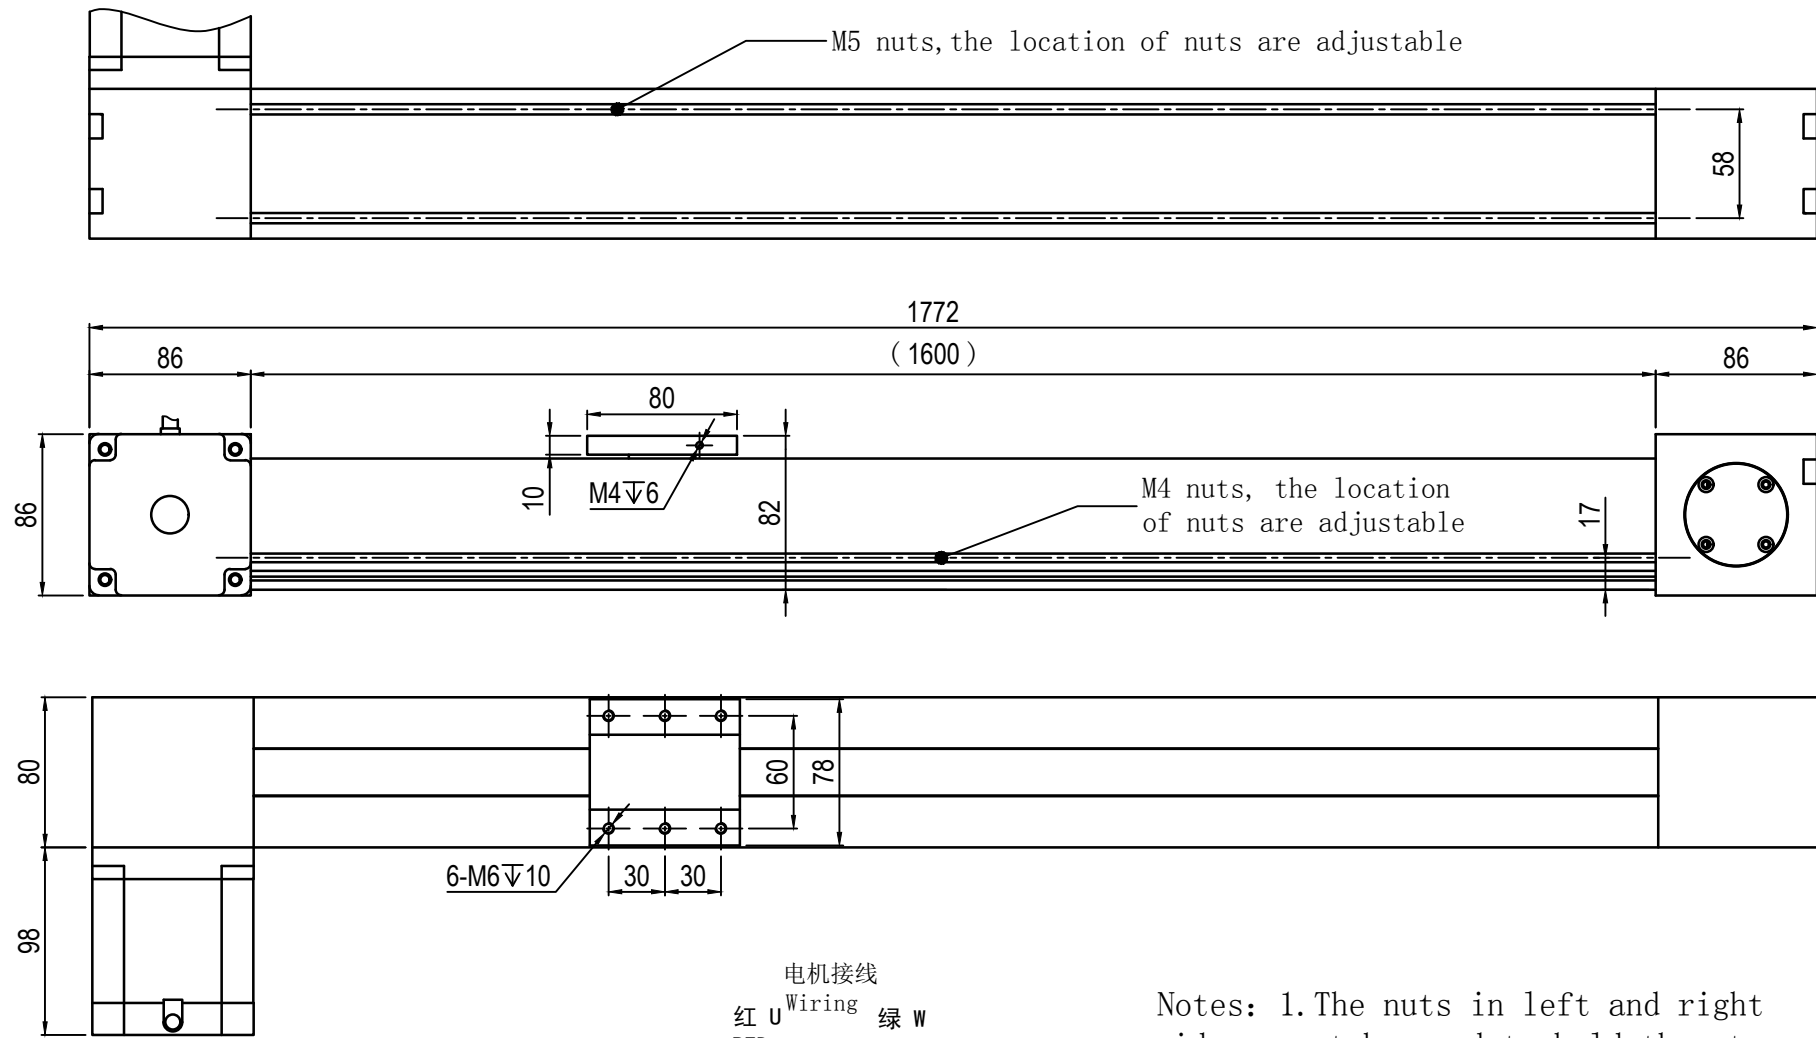 M5 nuts, the location of nuts are adjustable
58
1772
86
(1600)
86
80
86
10
M4↧6
82
M4 nuts, the location
of nuts are adjustable
17
80
60
78
6-M6↧10
30
30
98
电机接线
Wiring
红 U
绿 W
Notes: 1.The nuts in left and right